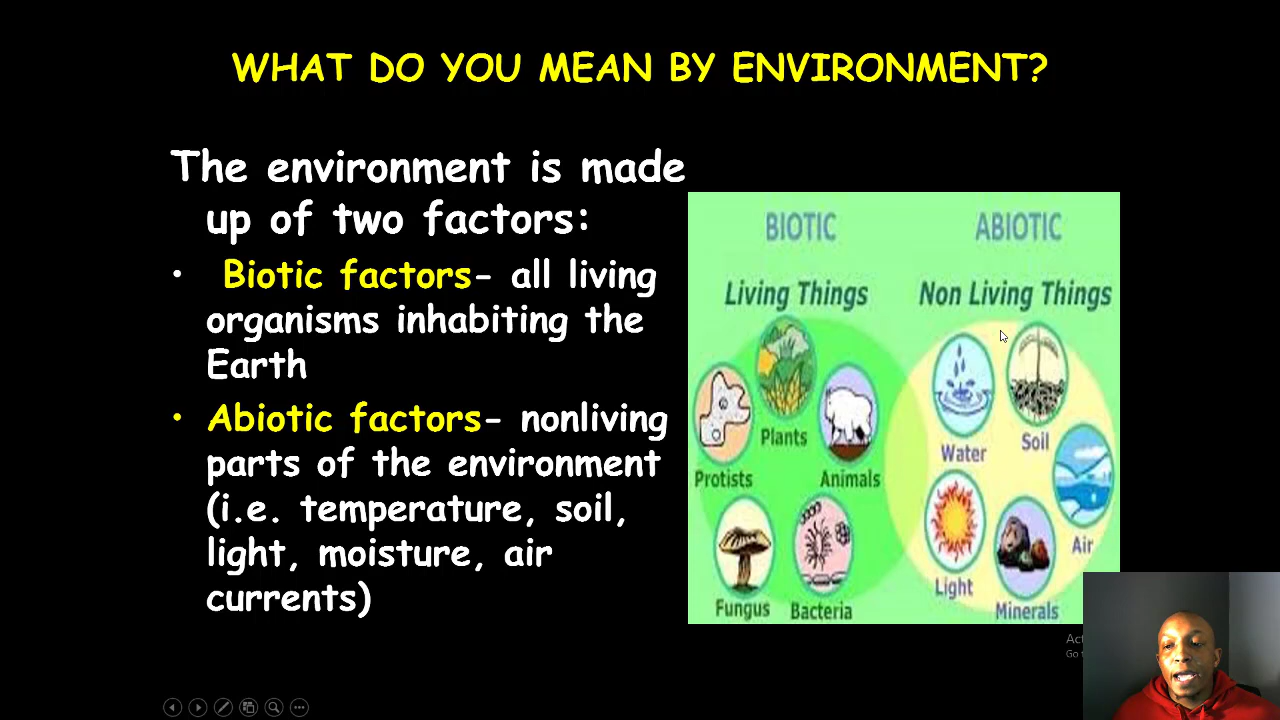 WHAT DO YOU MEAN BY ENVIRONMENT?
The environment is made
up of two factors:
• Biotic factors- all living
organisms inhabiting the
Earth
• Abiotic factors- nonliving
parts of the environment
(i.e. temperature, soil,
light, moisture, air
currents)
BIOTIC
Living Things
Plants
Protists
Animals
Fungus
Bacteria
ABIOTIC
Non Living Things
Water
Soil
Air
Light
Minerals